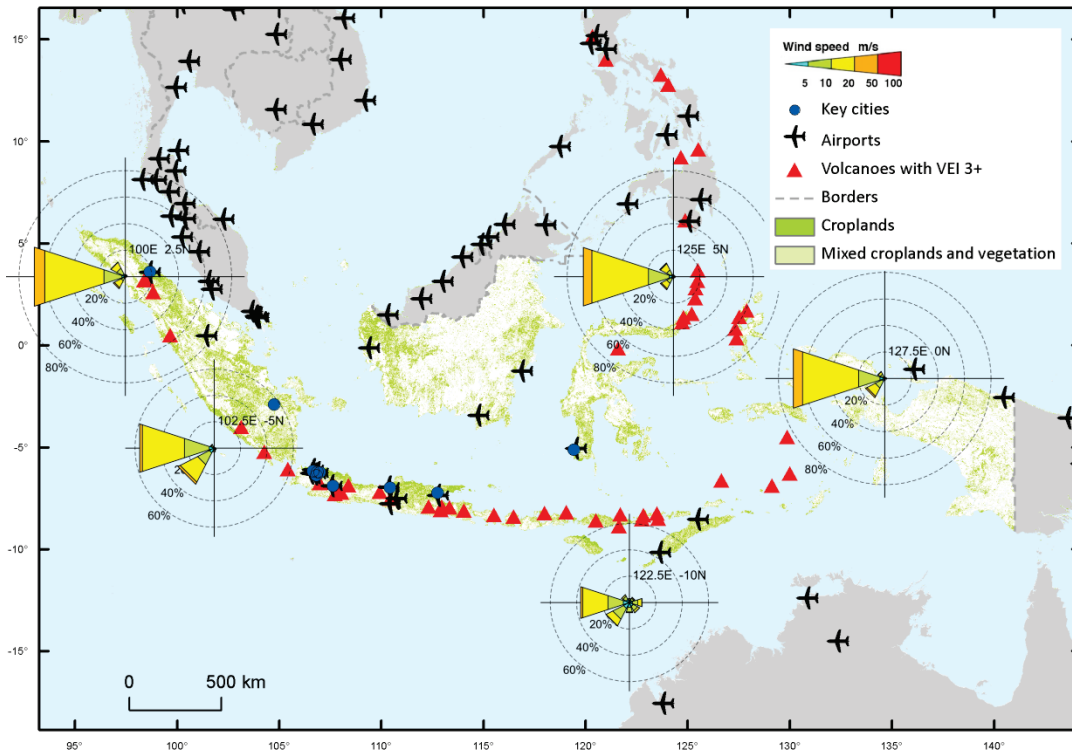 Wind speed m/s
5 10 20 50 100
Key cities
Airports
Volcanoes with VEI 3+
Borders
Croplands
Mixed croplands and vegetation
15°
10°
5°
0°
-5°
-10°
-15°
100E 2.5N
20%
40%
60%
80%
125E 5N
20%
40%
60%
80%
127.5E 0N
20%
40%
60%
80%
102.5E -5N
20%
40%
60%
122.5E -10N
20%
40%
60%
0 500 km
95° 100° 105° 110° 115° 120° 125° 130° 135° 140°